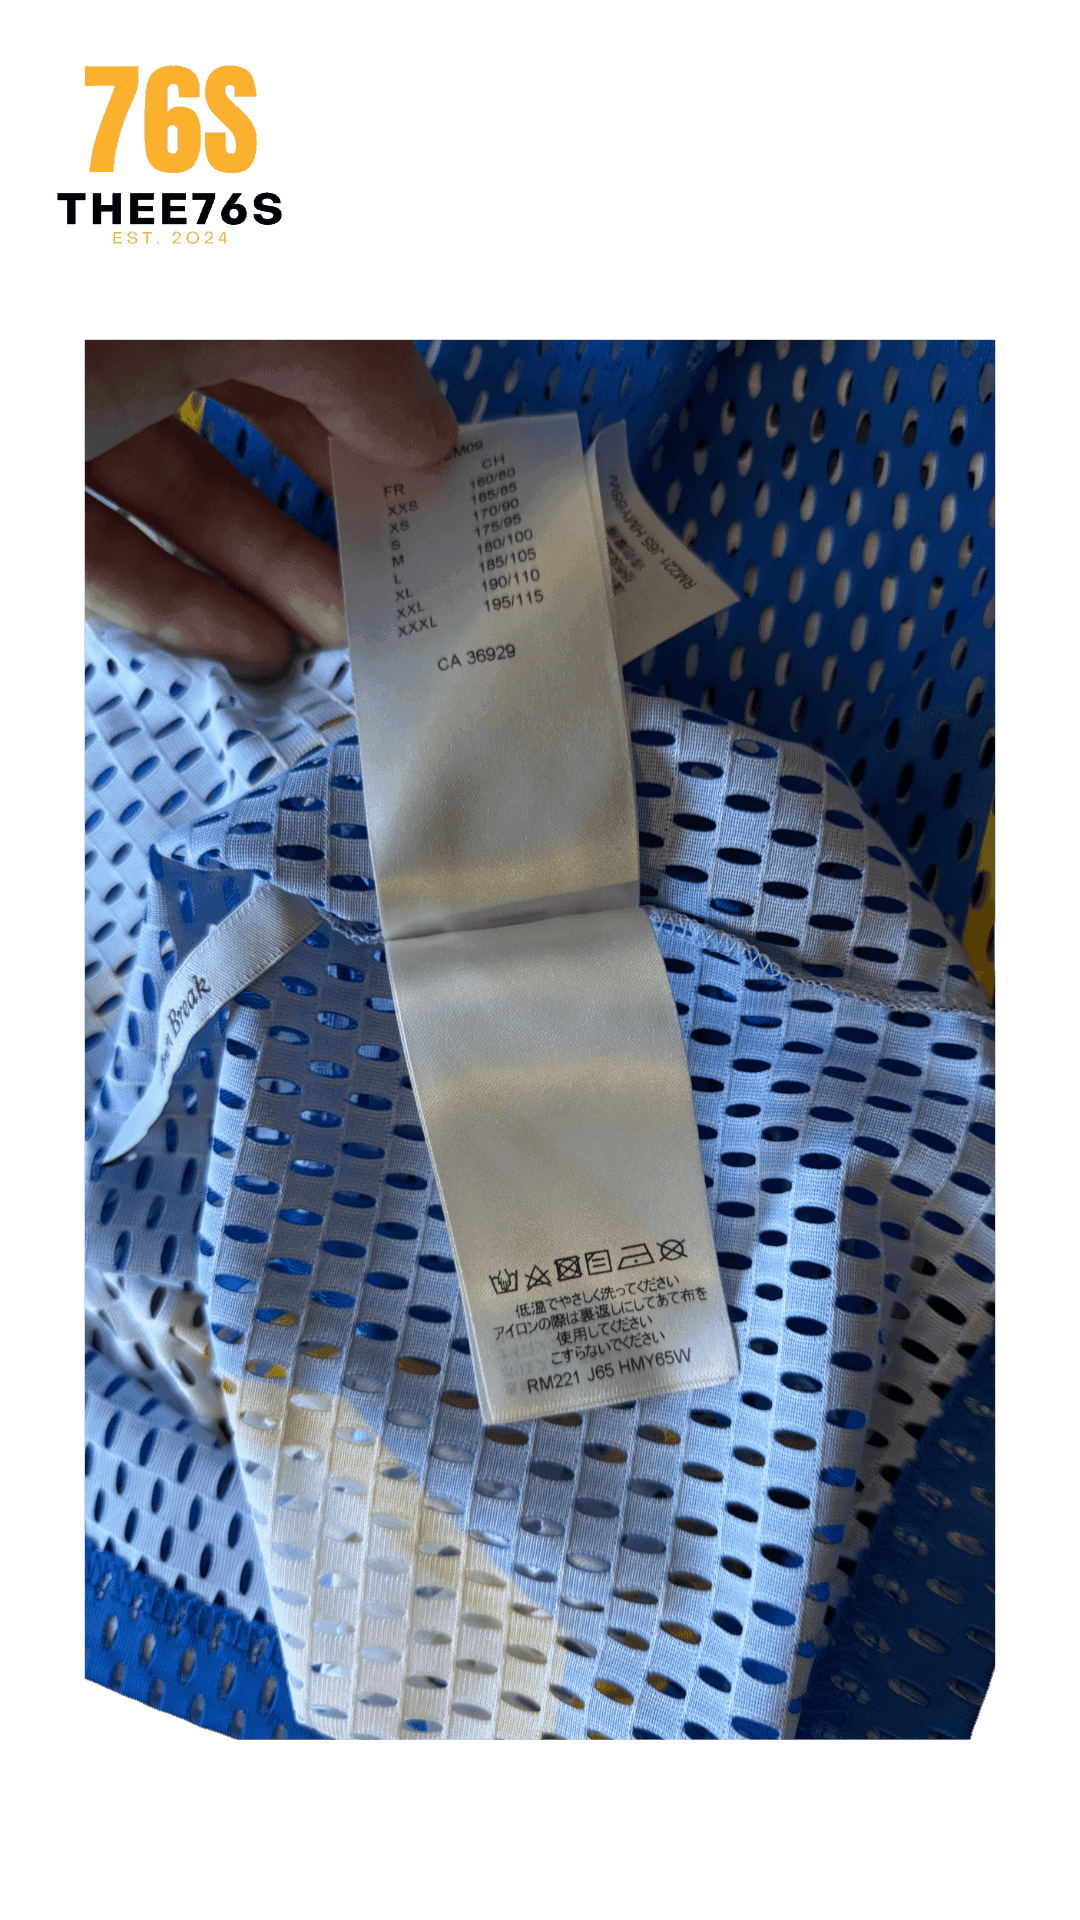 76S
THEE76S
EST. 2024
FR CH
XXS 160/80
XS 165/85
S 170/90
M 175/95
L 180/100
XL 185/105
XXL 190/110
XXXL 195/115
CA 36929
RM221 J65 HMY65W
Break
低温でやさしく洗ってください
アイロンの際は裏返しにしてあて布を
使用してください
こすらないでください
RM221 J65 HMY65W